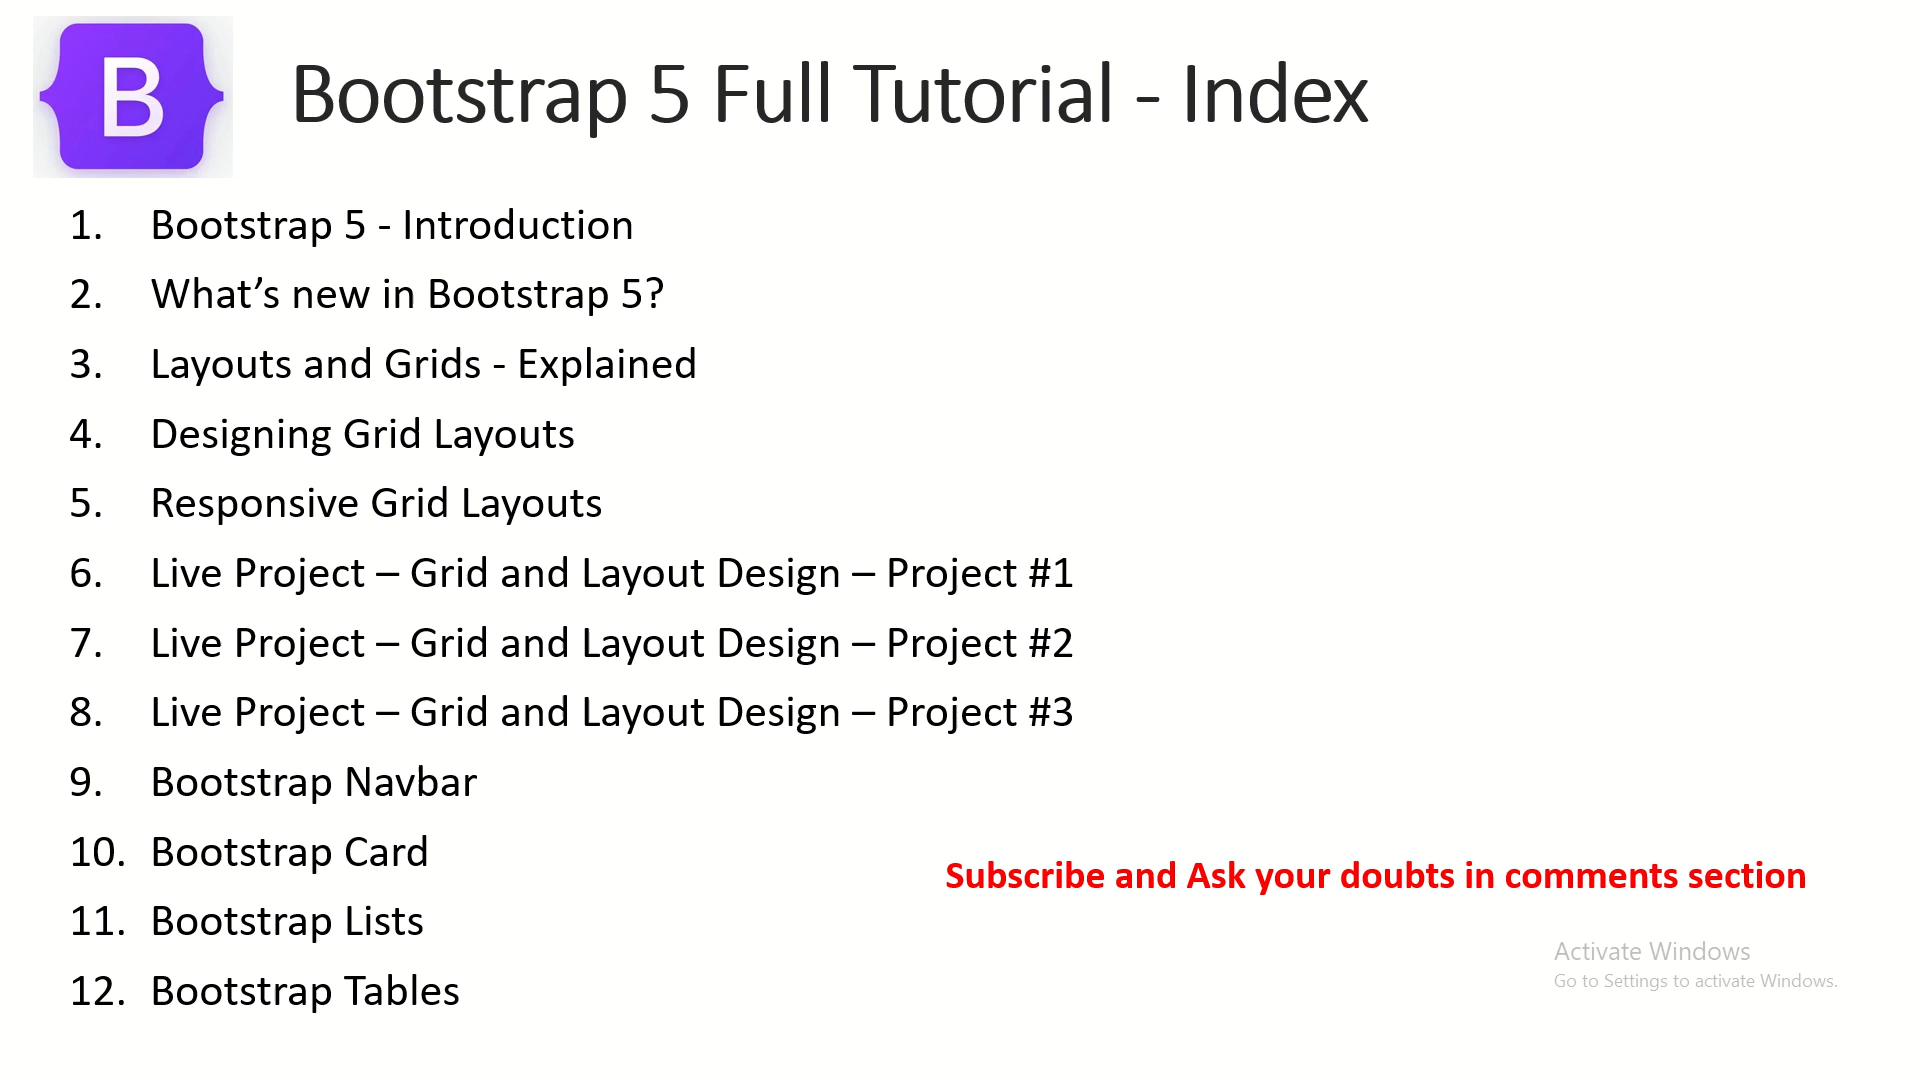 B
Bootstrap 5 Full Tutorial - Index
1. Bootstrap 5 - Introduction
2. What’s new in Bootstrap 5?
3. Layouts and Grids - Explained
4. Designing Grid Layouts
5. Responsive Grid Layouts
6. Live Project – Grid and Layout Design – Project #1
7. Live Project – Grid and Layout Design – Project #2
8. Live Project – Grid and Layout Design – Project #3
9. Bootstrap Navbar
10. Bootstrap Card
11. Bootstrap Lists
12. Bootstrap Tables
Subscribe and Ask your doubts in comments section
Activate Windows
Go to Settings to activate Windows.